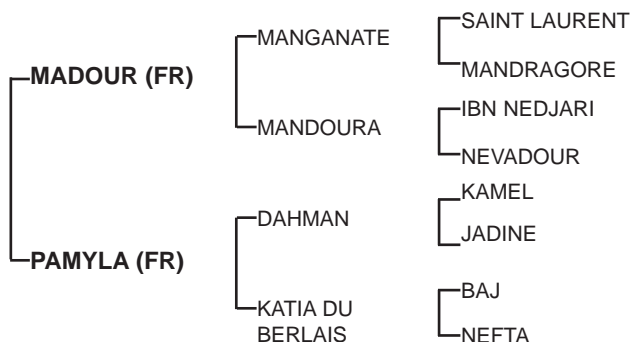 SAINT LAURENT
MANGANATE
MADOUR (FR)
MANDRAGORE
IBN NEDJARI
MANDOURA
NEVADOUR
KAMEL
DAHMAN
JADINE
PAMYLA (FR)
BAJ
KATIA DU
BERLAIS
NEFTA